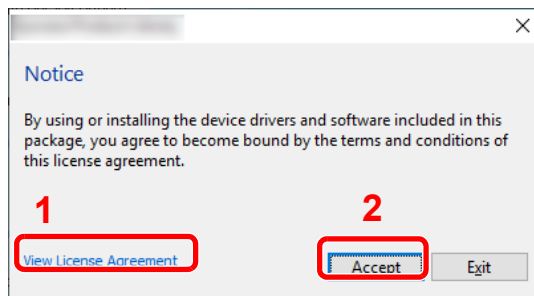 Notice
By using or installing the device drivers and software included in this
package, you agree to become bound by the terms and conditions of
this license agreement.
1
2
View License Agreement
Accept
Exit